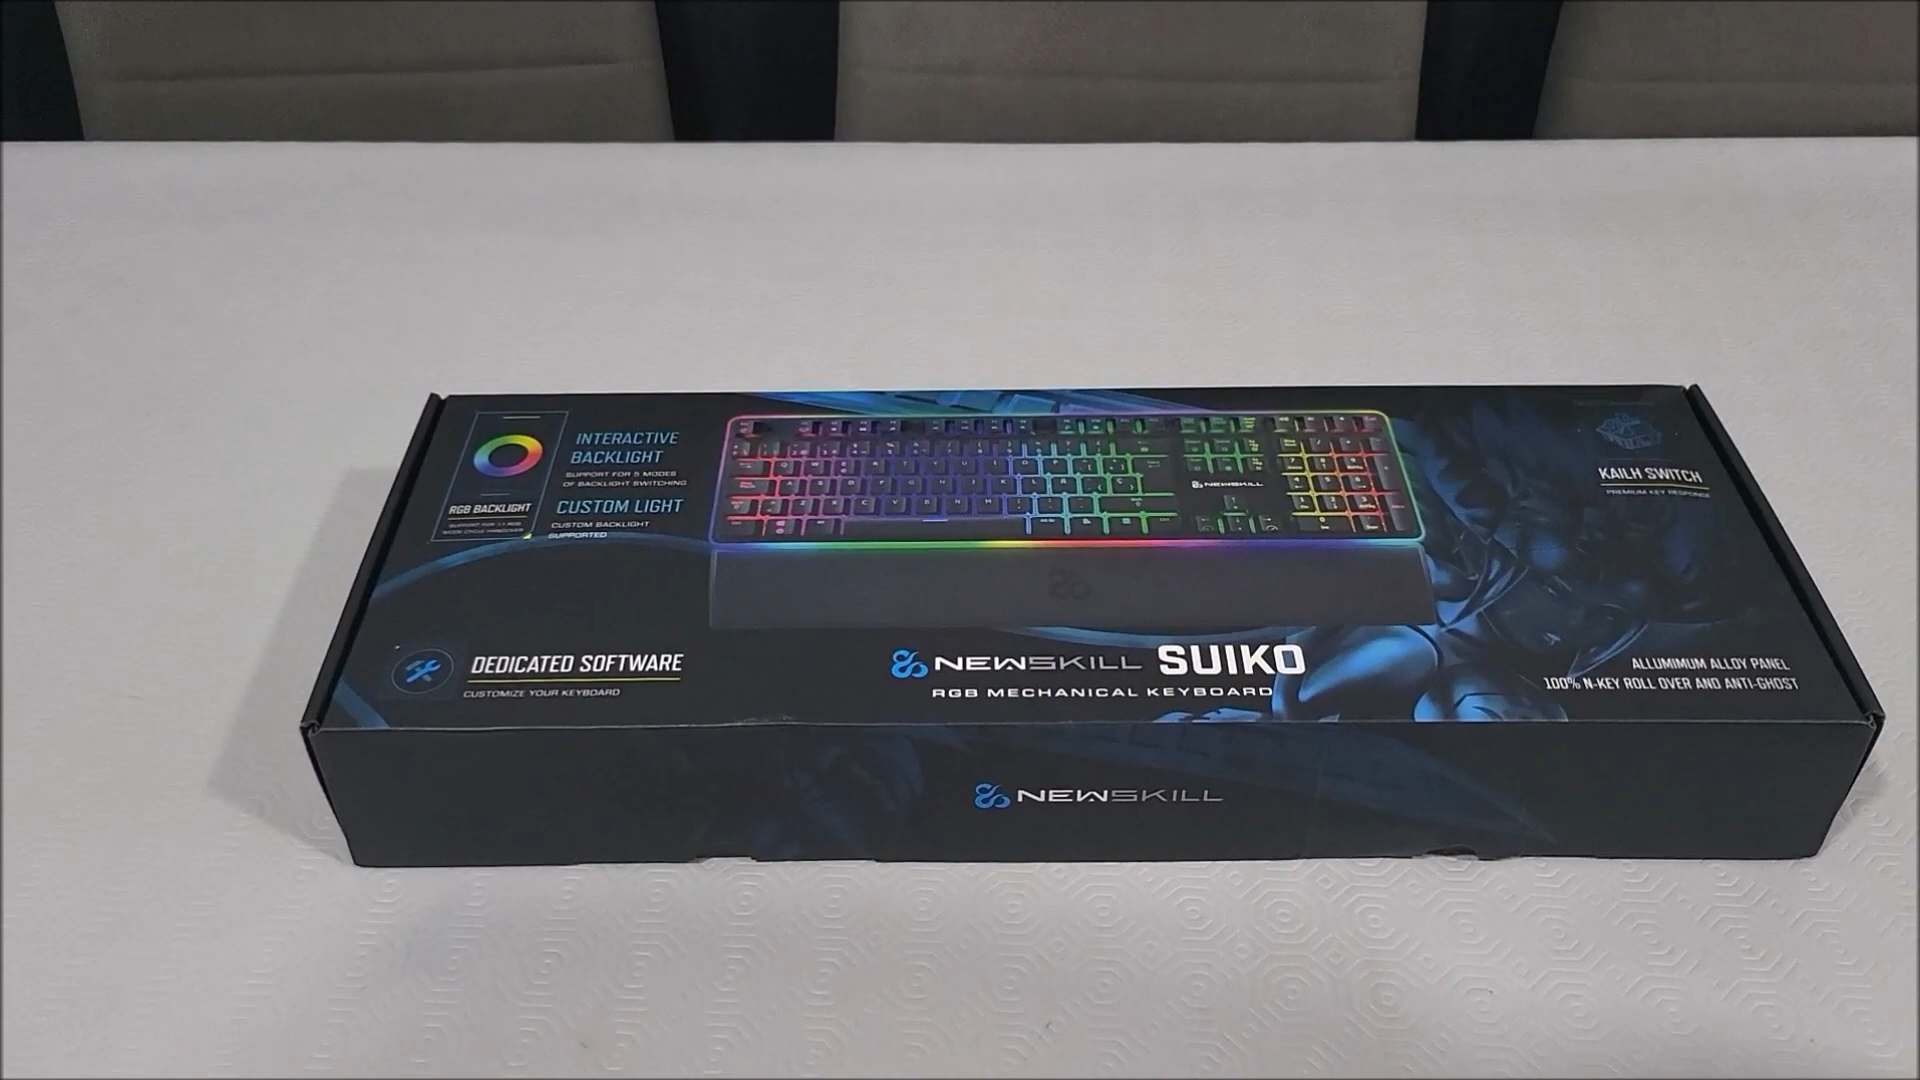 INTERACTIVE
BACKLIGHT
SUPPORT FOR 5 MODES
OF BACKLIGHT SWITCHING
RGB BACKLIGHT
CUSTOM LIGHT
CUSTOM BACKLIGHT
SUPPORTED
NEWSKILL
KAILH SWITCH
PREMIUM KEY RESPONSE
DEDICATED SOFTWARE
CUSTOMIZE YOUR KEYBOARD
NEWSKILL SUIKO
RGB MECHANICAL KEYBOARD
ALLUMIMUM ALLOY PANEL
100% N-KEY ROLL OVER AND ANTI-GHOST
NEWSKILL